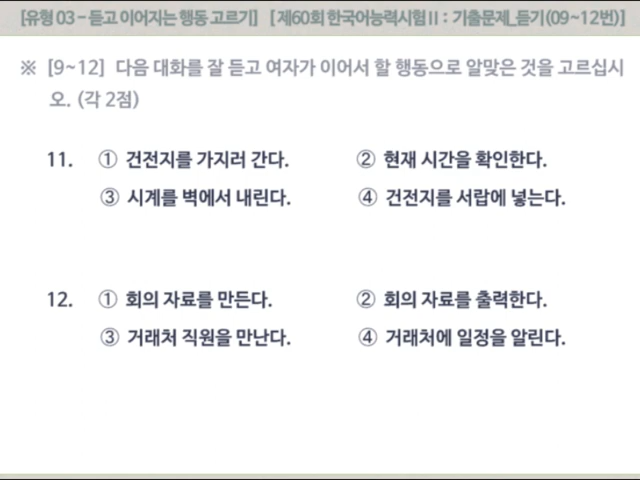 [유형 03 – 듣고 이어지는 행동 고르기] [ 제60회 한국어능력시험 II : 기출문제_듣기(09~12번)]
※ [9~12] 다음 대화를 잘 듣고 여자가 이어서 할 행동으로 알맞은 것을 고르십시
오. (각 2점)
11. ① 건전지를 가지러 간다. ② 현재 시간을 확인한다.
③ 시계를 벽에서 내린다. ④ 건전지를 서랍에 넣는다.
12. ① 회의 자료를 만든다. ② 회의 자료를 출력한다.
③ 거래처 직원을 만난다. ④ 거래처에 일정을 알린다.